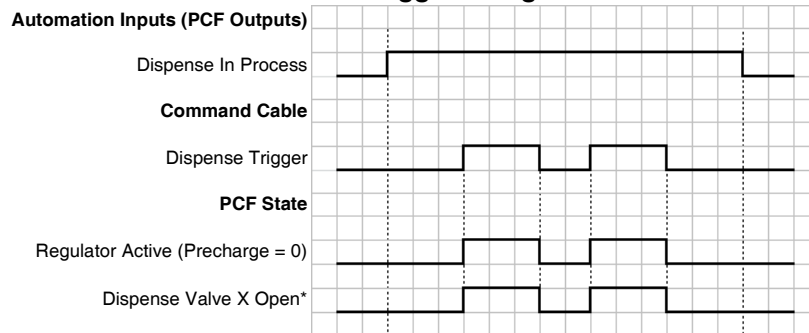 Automation Inputs (PCF Outputs)
Dispense In Process
Command Cable
Dispense Trigger
PCF State
Regulator Active (Precharge = 0)
Dispense Valve X Open*